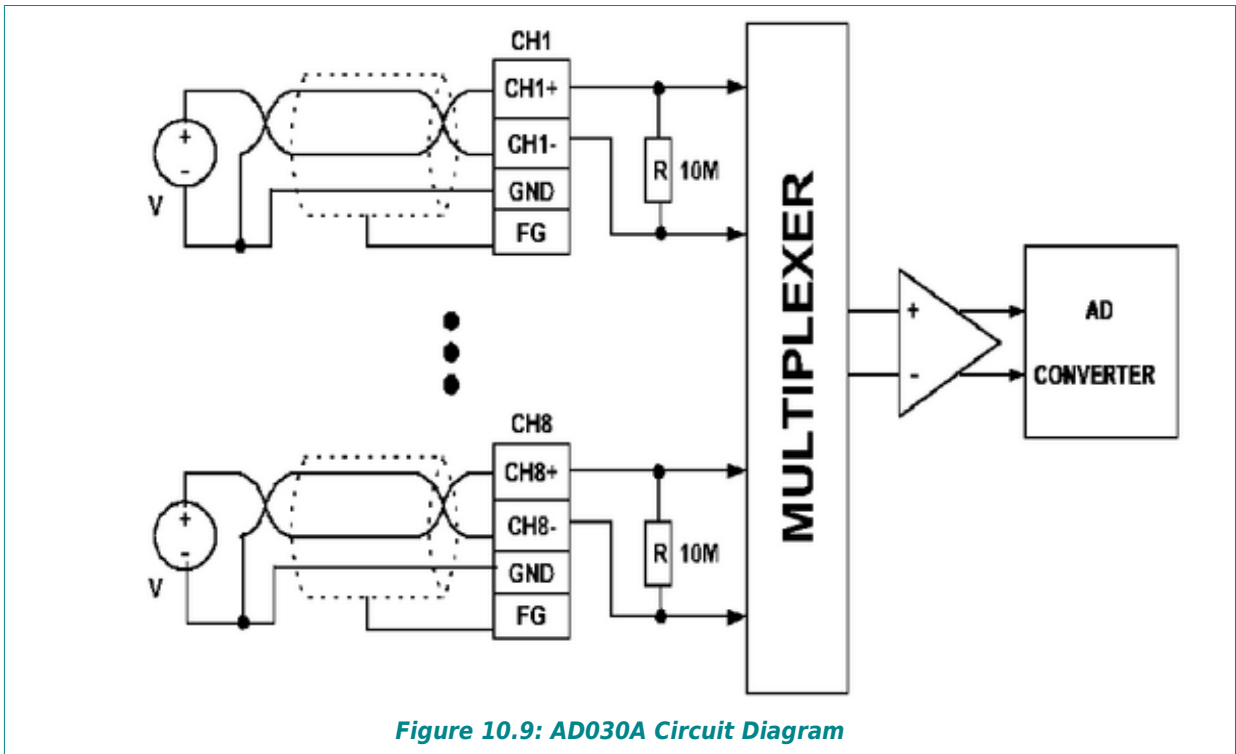 CH1
CH1+
CH1-
GND
FG
+
-
V
R 10M
CH8
CH8+
CH8-
GND
FG
+
-
V
R 10M
MULTIPLEXER
+
-
AD
CONVERTER
Figure 10.9: AD030A Circuit Diagram